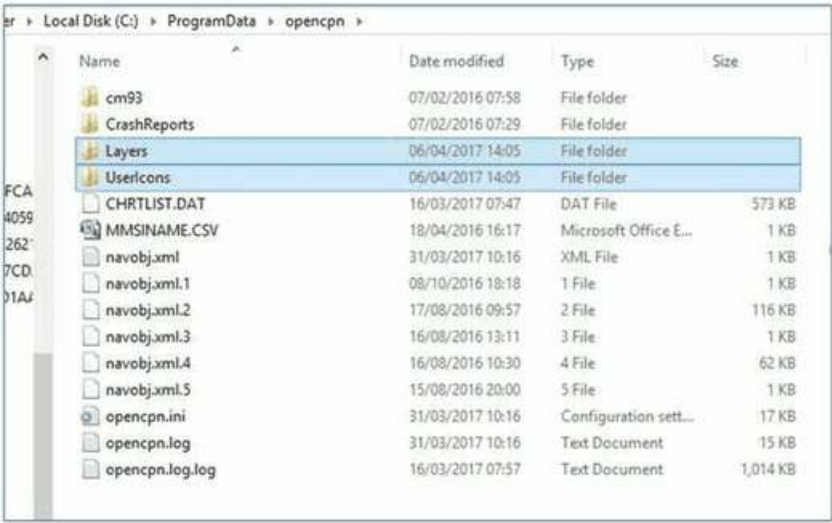 er ▸ Local Disk (C:) ▸ ProgramData ▸ opencpn ▸
Name Date modified Type Size
cm93 07/02/2016 07:58 File folder
CrashReports 07/02/2016 07:29 File folder
Layers 06/04/2017 14:05 File folder
UserIcons 06/04/2017 14:05 File folder
CHRTLIST.DAT 16/03/2017 07:47 DAT File 573 KB
MMSINAME.CSV 18/04/2016 16:17 Microsoft Office E... 1 KB
navobj.xml 31/03/2017 10:16 XML File 1 KB
navobj.xml.1 08/10/2016 18:18 1 File 1 KB
navobj.xml.2 17/08/2016 09:57 2 File 116 KB
navobj.xml.3 16/08/2016 13:11 3 File 1 KB
navobj.xml.4 16/08/2016 10:30 4 File 62 KB
navobj.xml.5 15/08/2016 20:00 5 File 1 KB
opencpn.ini 31/03/2017 10:16 Configuration sett... 17 KB
opencpn.log 31/03/2017 10:16 Text Document 15 KB
opencpn.log.log 16/03/2017 07:57 Text Document 1,014 KB
FCA
4059
262
7CD